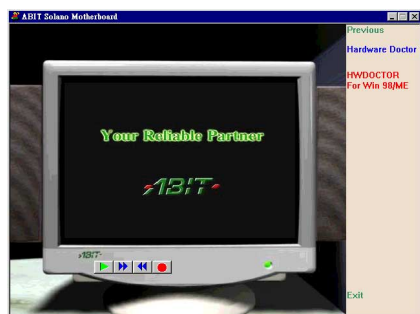 ABIT Solano Motherboard
Previous
Hardware Doctor
HWDOCTOR
For Win 98/ME
Your Reliable Partner
ABIT
ABIT
Exit